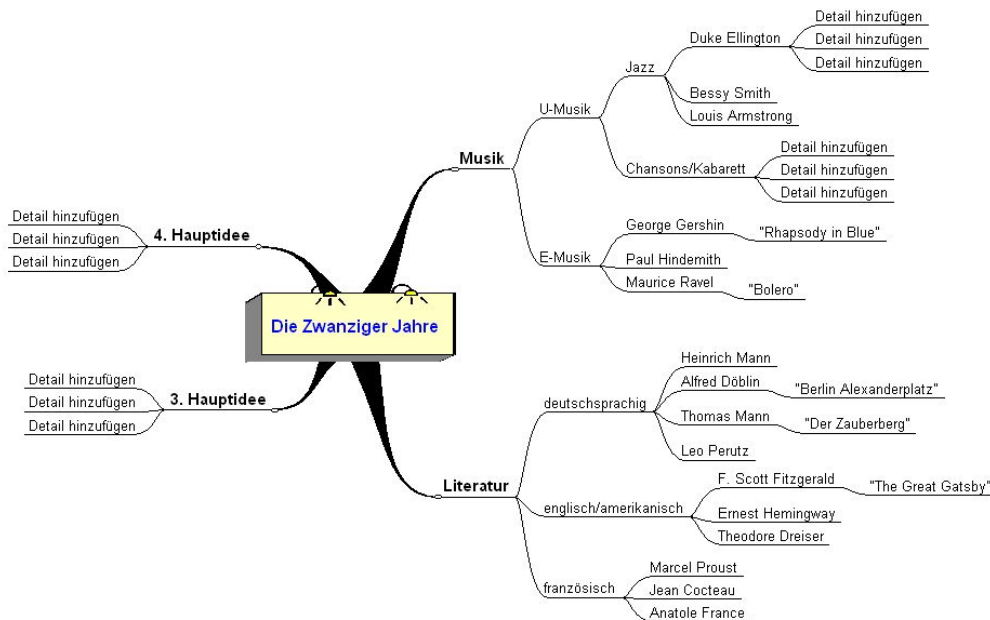 Die Zwanziger Jahre
Musik
U-Musik
Jazz
Duke Ellington
Detail hinzufügen
Detail hinzufügen
Detail hinzufügen
Bessy Smith
Louis Armstrong
Chansons/Kabarett
Detail hinzufügen
Detail hinzufügen
Detail hinzufügen
E-Musik
George Gershin
"Rhapsody in Blue"
Paul Hindemith
Maurice Ravel
"Bolero"
Literatur
deutschsprachig
Heinrich Mann
Alfred Döblin
"Berlin Alexanderplatz"
Thomas Mann
"Der Zauberberg"
Leo Perutz
englisch/amerikanisch
F. Scott Fitzgerald
"The Great Gatsby"
Ernest Hemingway
Theodore Dreiser
französisch
Marcel Proust
Jean Cocteau
Anatole France
3. Hauptidee
Detail hinzufügen
Detail hinzufügen
Detail hinzufügen
4. Hauptidee
Detail hinzufügen
Detail hinzufügen
Detail hinzufügen